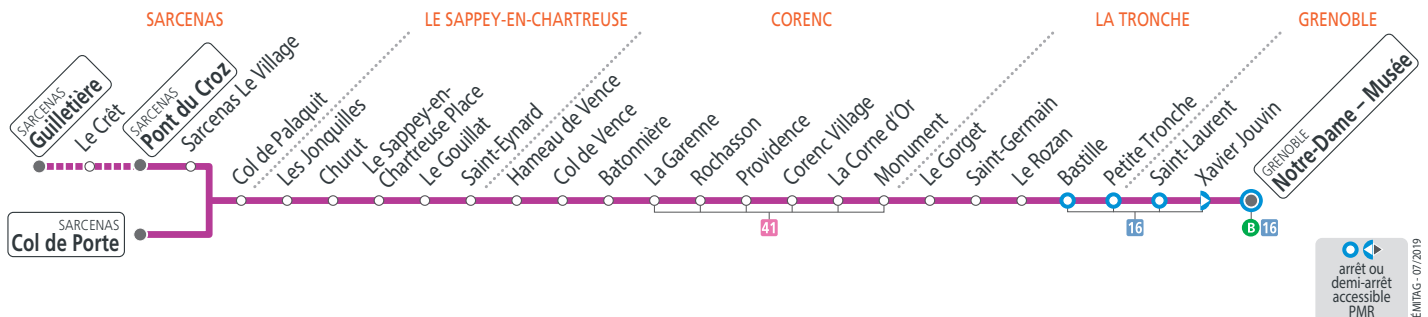 SARCENAS
LE SAPPEY-EN-CHARTREUSE
CORENC
LA TRONCHE
GRENOBLE
SARCENAS
Guilletière
Le Crêt
SARCENAS
Pont du Croz
Sarcenas Le Village
SARCENAS
Col de Porte
Col de Palaquit
Les Jonquilles
Churut
Le Sappey-en-
Chartreuse Place
Le Gouillat
Saint-Eynard
Hameau de Vence
Col de Vence
Batonnière
La Garenne
Rochasson
Providence
Corenc Village
La Corne d'Or
Monument
Le Gorget
Saint-Germain
Le Rozan
Bastille
Petite Tronche
Saint-Laurent
Xavier Jouvin
GRENOBLE
Notre-Dame – Musée
41
16
B 16
arrêt ou
demi-arrêt
accessible
PMR
ÉMITAG - 07/2019